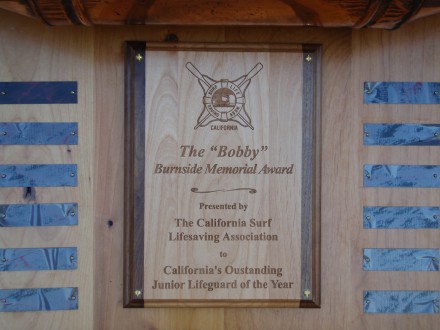 CALIFORNIA
The "Bobby"
Burnside Memorial Award
Presented by
The California Surf
Lifesaving Association
to
California's Oustanding
Junior Lifeguard of the Year